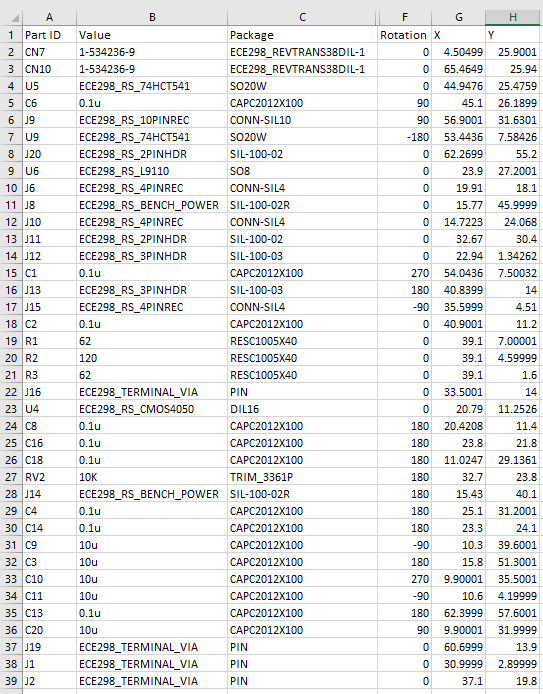 A B C F G H
1 Part ID Value Package Rotation X Y
2 CN7 1-534236-9 ECE298_REVTRANS38DIL-1 0 4.50499 25.9001
3 CN10 1-534236-9 ECE298_REVTRANS38DIL-1 0 65.4649 25.94
4 U5 ECE298_RS_74HCT541 SO20W 0 44.9476 25.4759
5 C6 0.1u CAPC2012X100 90 45.1 26.1899
6 J9 ECE298_RS_10PINREC CONN-SIL10 90 56.9001 31.6301
7 U9 ECE298_RS_74HCT541 SO20W -180 53.4436 7.58426
8 J20 ECE298_RS_2PINHDR SIL-100-02 0 62.2699 55.2
9 U6 ECE298_RS_L9110 SO8 0 23.9 27.2001
10 J6 ECE298_RS_4PINREC CONN-SIL4 0 19.91 18.1
11 J8 ECE298_RS_BENCH_POWER SIL-100-02R 0 15.77 45.9999
12 J10 ECE298_RS_4PINREC CONN-SIL4 0 14.7223 24.068
13 J11 ECE298_RS_2PINHDR SIL-100-02 0 32.67 30.4
14 J12 ECE298_RS_3PINHDR SIL-100-03 0 22.94 1.34262
15 C1 0.1u CAPC2012X100 270 54.0436 7.50032
16 J13 ECE298_RS_3PINHDR SIL-100-03 180 40.8399 14
17 J15 ECE298_RS_4PINREC CONN-SIL4 -90 35.5999 4.51
18 C2 0.1u CAPC2012X100 0 40.9001 11.2
19 R1 62 RESC1005X40 0 39.1 7.00001
20 R2 120 RESC1005X40 0 39.1 4.59999
21 R3 62 RESC1005X40 0 39.1 1.6
22 J16 ECE298_TERMINAL_VIA PIN 0 33.5001 14
23 U4 ECE298_RS_CMOS4050 DIL16 0 20.79 11.2526
24 C8 0.1u CAPC2012X100 180 20.4208 11.4
25 C16 0.1u CAPC2012X100 180 23.8 21.8
26 C18 0.1u CAPC2012X100 180 11.0247 29.1361
27 RV2 10K TRIM_3361P 180 32.7 23.8
28 J14 ECE298_RS_BENCH_POWER SIL-100-02R 180 15.43 40.1
29 C4 0.1u CAPC2012X100 180 25.1 31.2001
30 C14 0.1u CAPC2012X100 180 23.3 24.1
31 C9 10u CAPC2012X100 -90 10.3 39.6001
32 C3 10u CAPC2012X100 180 15.8 51.3001
33 C10 10u CAPC2012X100 270 9.90001 35.5001
34 C11 10u CAPC2012X100 -90 10.6 4.19999
35 C13 0.1u CAPC2012X100 180 62.3999 57.6001
36 C20 10u CAPC2012X100 90 9.90001 31.9999
37 J19 ECE298_TERMINAL_VIA PIN 0 60.6999 13.9
38 J1 ECE298_TERMINAL_VIA PIN 0 30.9999 2.89999
39 J2 ECE298_TERMINAL_VIA PIN 0 37.1 19.8